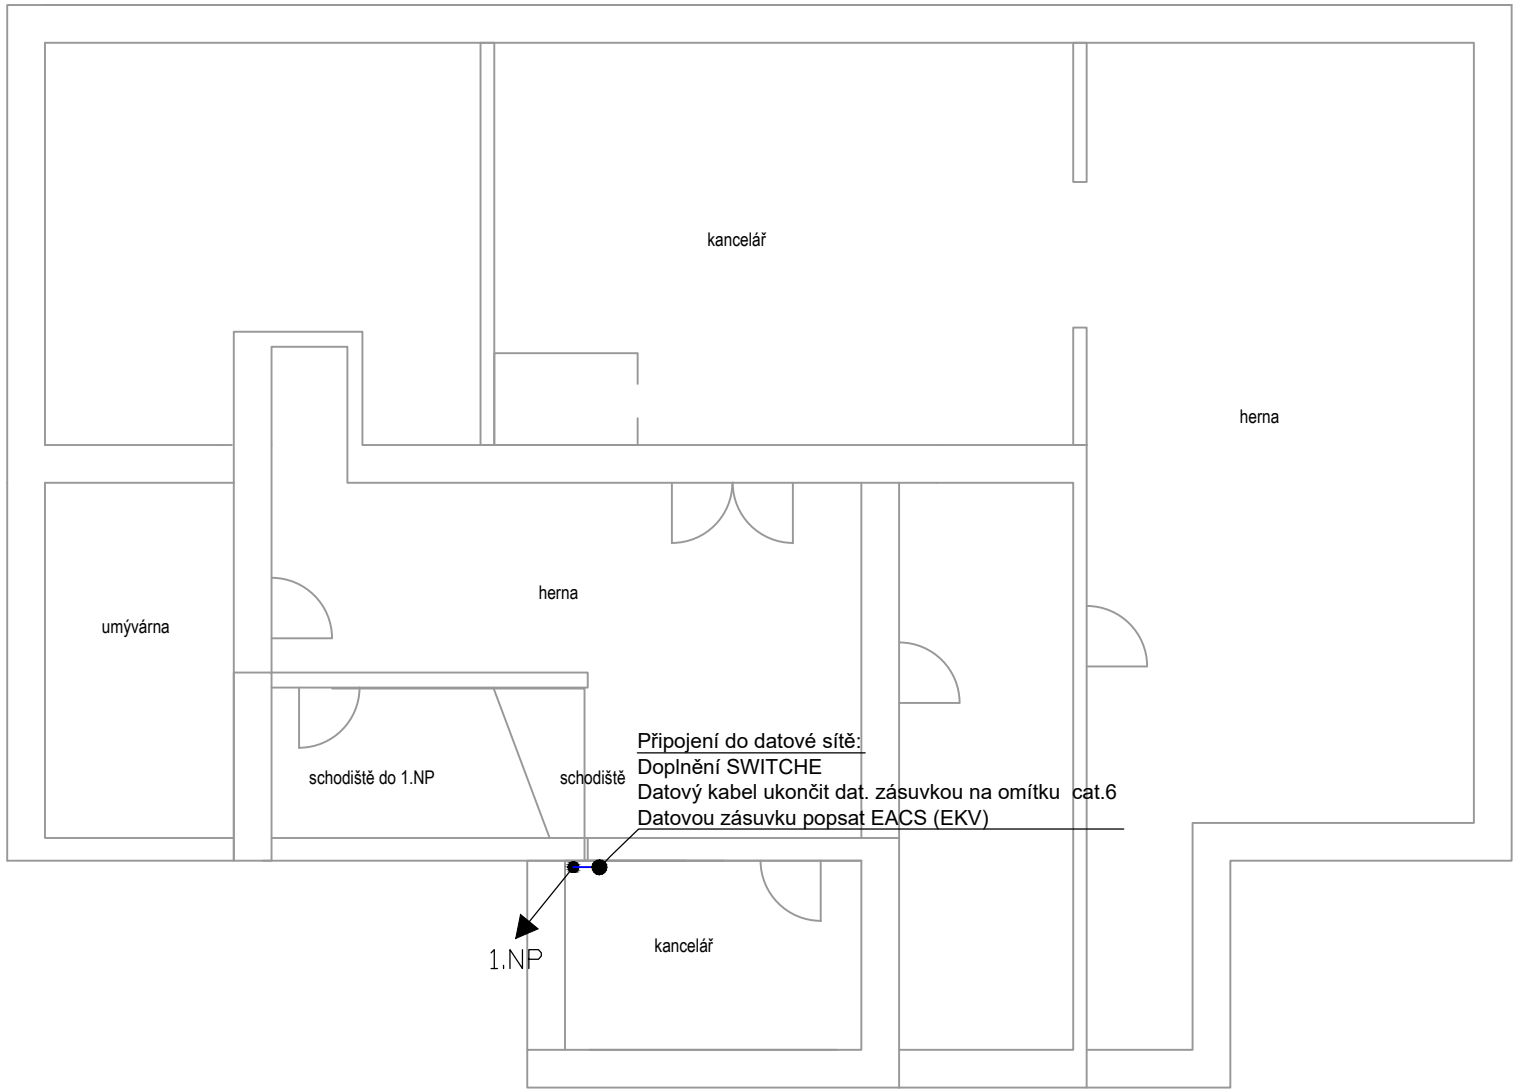 kancelář
herna
herna
umývárna
Připojení do datové sítě:
Doplnění SWITCHE
Datový kabel ukončit dat. zásuvkou na omítku cat.6
Datovou zásuvku popsat EACS (EKV)
schodiště do 1.NP
schodiště
kancelář
1.NP